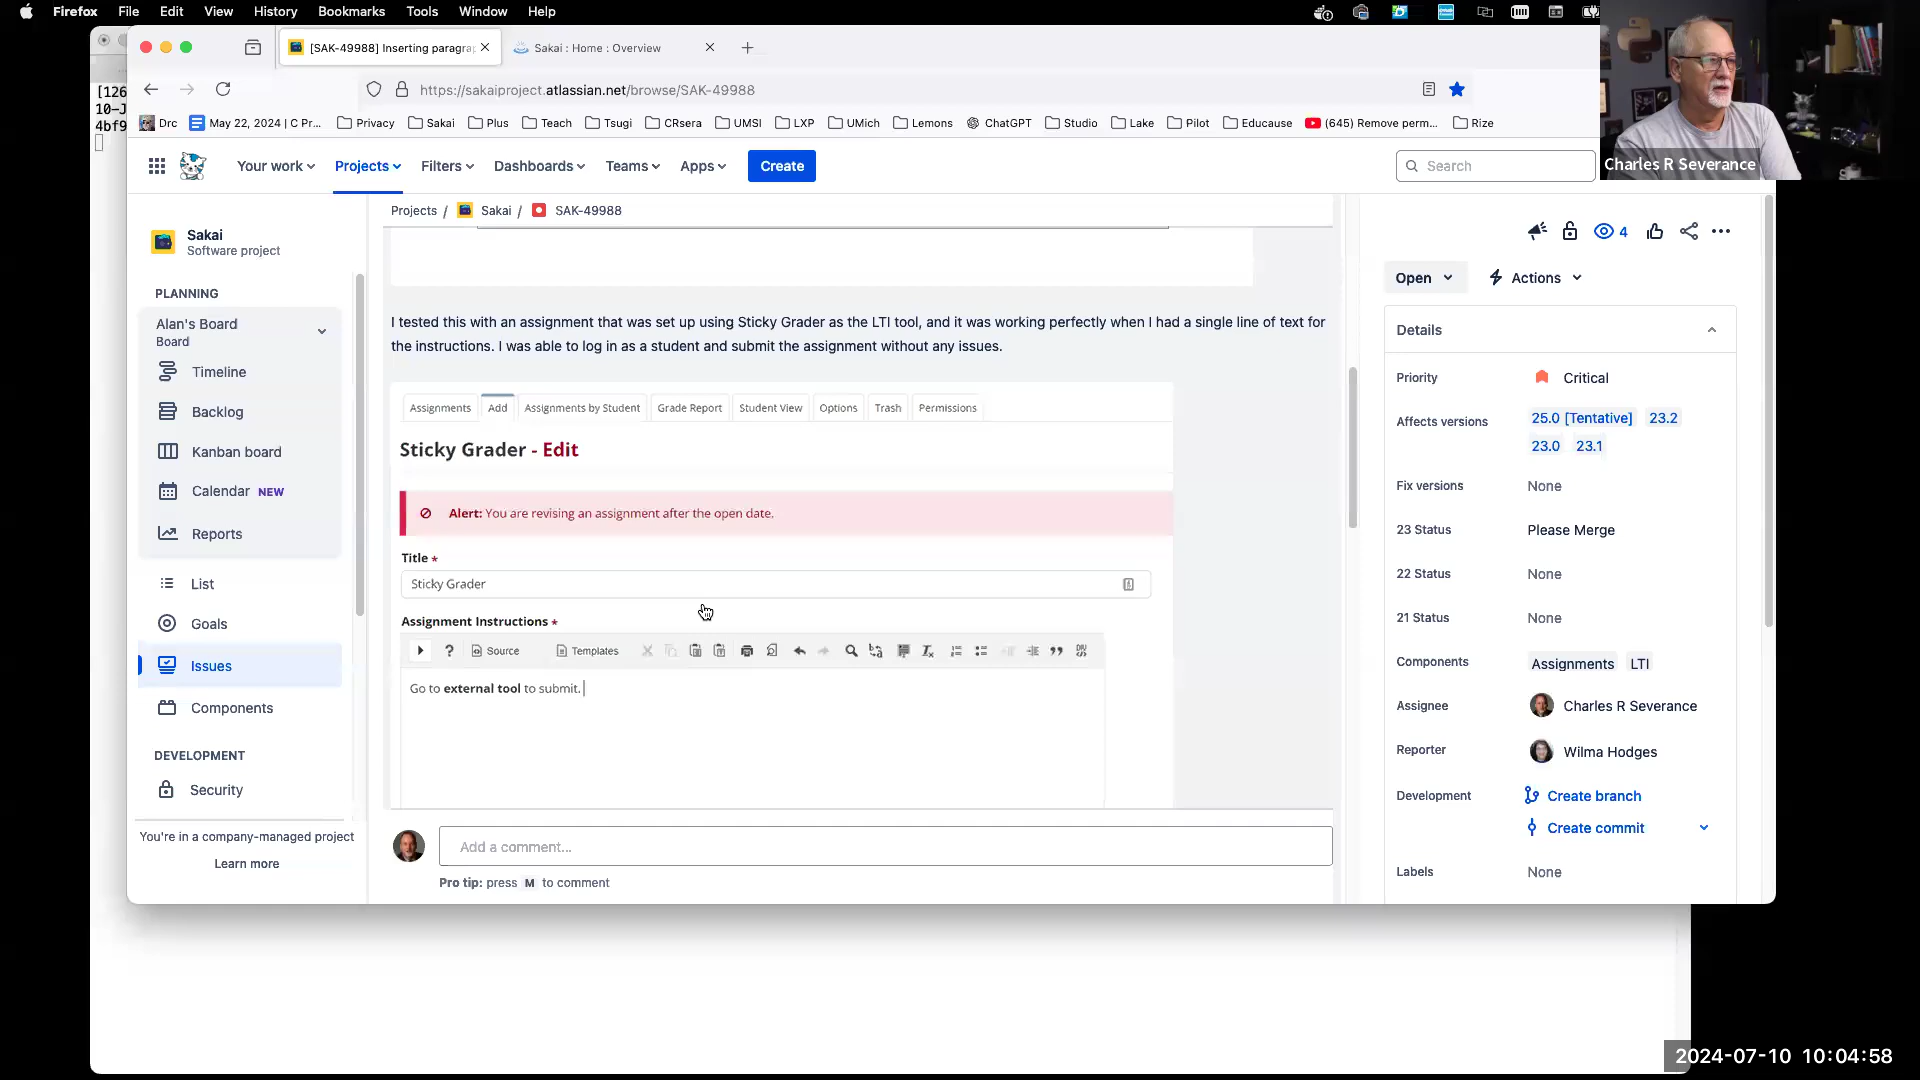 Firefox File Edit View History Bookmarks Tools Window Help
[SAK-49988] Inserting paragra
Sakai : Home : Overview
https://sakaiproject.atlassian.net/browse/SAK-49988
Drc May 22, 2024 | C Pr... Privacy Sakai Plus Teach Tsugi CRsera UMSI LXP UMich Lemons ChatGPT Studio Lake Pilot Educause (645) Remove perm... Rize
[126
10-J
4bf9
Charles R Severance
Your work Projects Filters Dashboards Teams Apps Create Search
Sakai
Software project
PLANNING
Alan's Board
Board
Timeline
Backlog
Kanban board
Calendar NEW
Reports
List
Goals
Issues
Components
DEVELOPMENT
Security
You're in a company-managed project
Learn more
Projects / Sakai / SAK-49988
I tested this with an assignment that was set up using Sticky Grader as the LTI tool, and it was working perfectly when I had a single line of text for
the instructions. I was able to log in as a student and submit the assignment without any issues.
Assignments Add Assignments by Student Grade Report Student View Options Trash Permissions
Sticky Grader - Edit
Alert: You are revising an assignment after the open date.
Title *
Sticky Grader
Assignment Instructions *
? Source Templates
Go to external tool to submit.
Add a comment...
Pro tip: press M to comment
4
Open Actions
Details
Priority Critical
Affects versions 25.0 [Tentative] 23.2
23.0 23.1
Fix versions None
23 Status Please Merge
22 Status None
21 Status None
Components Assignments LTI
Assignee Charles R Severance
Reporter Wilma Hodges
Development Create branch
Create commit
Labels None
2024-07-10 10:04:58